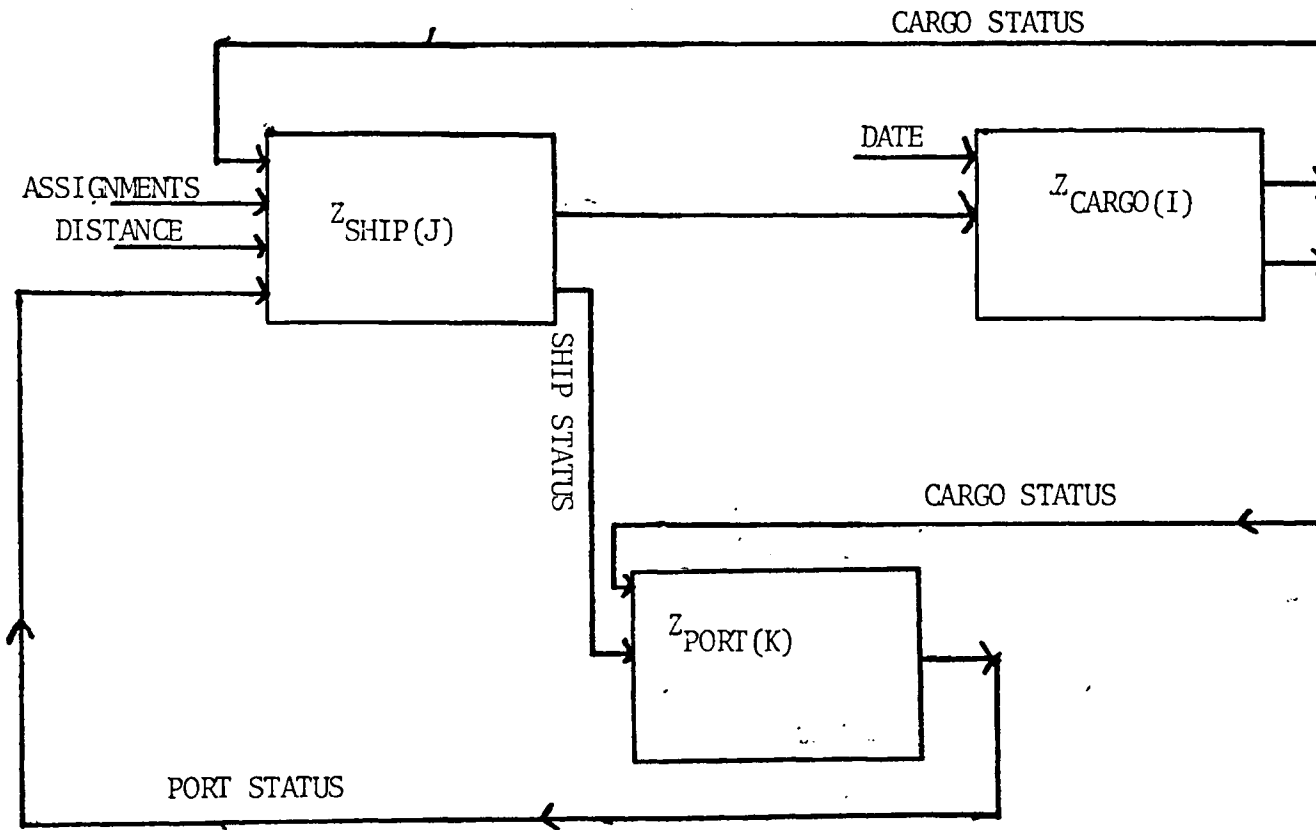 CARGO STATUS
DATE
ASSIGNMENTS
Z SHIP(J)
Z CARGO(I)
DISTANCE
SHIP STATUS
CARGO STATUS
Z PORT(K)
PORT STATUS